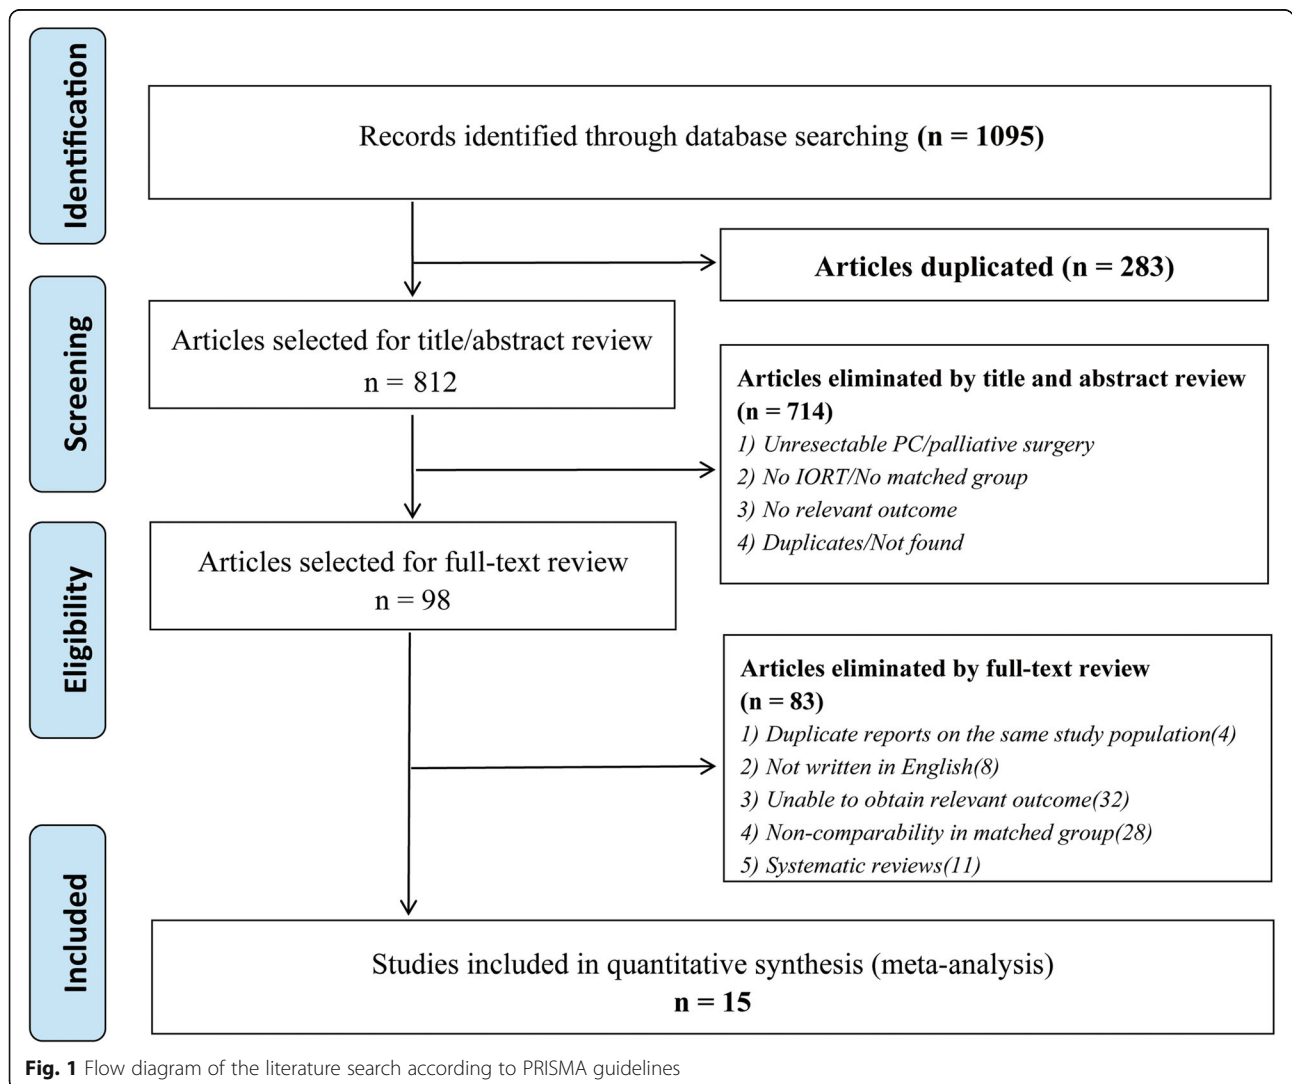 Identification
Records identified through database searching (n = 1095)
Articles duplicated (n = 283)
Screening
Articles selected for title/abstract review
n = 812
Articles eliminated by title and abstract review
(n = 714)
1) Unresectable PC/palliative surgery
2) No IORT/No matched group
3) No relevant outcome
4) Duplicates/Not found
Eligibility
Articles selected for full-text review
n = 98
Articles eliminated by full-text review
(n = 83)
1) Duplicate reports on the same study population(4)
2) Not written in English(8)
3) Unable to obtain relevant outcome(32)
4) Non-comparability in matched group(28)
5) Systematic reviews(11)
Included
Studies included in quantitative synthesis (meta-analysis)
n = 15
Fig. 1 Flow diagram of the literature search according to PRISMA guidelines